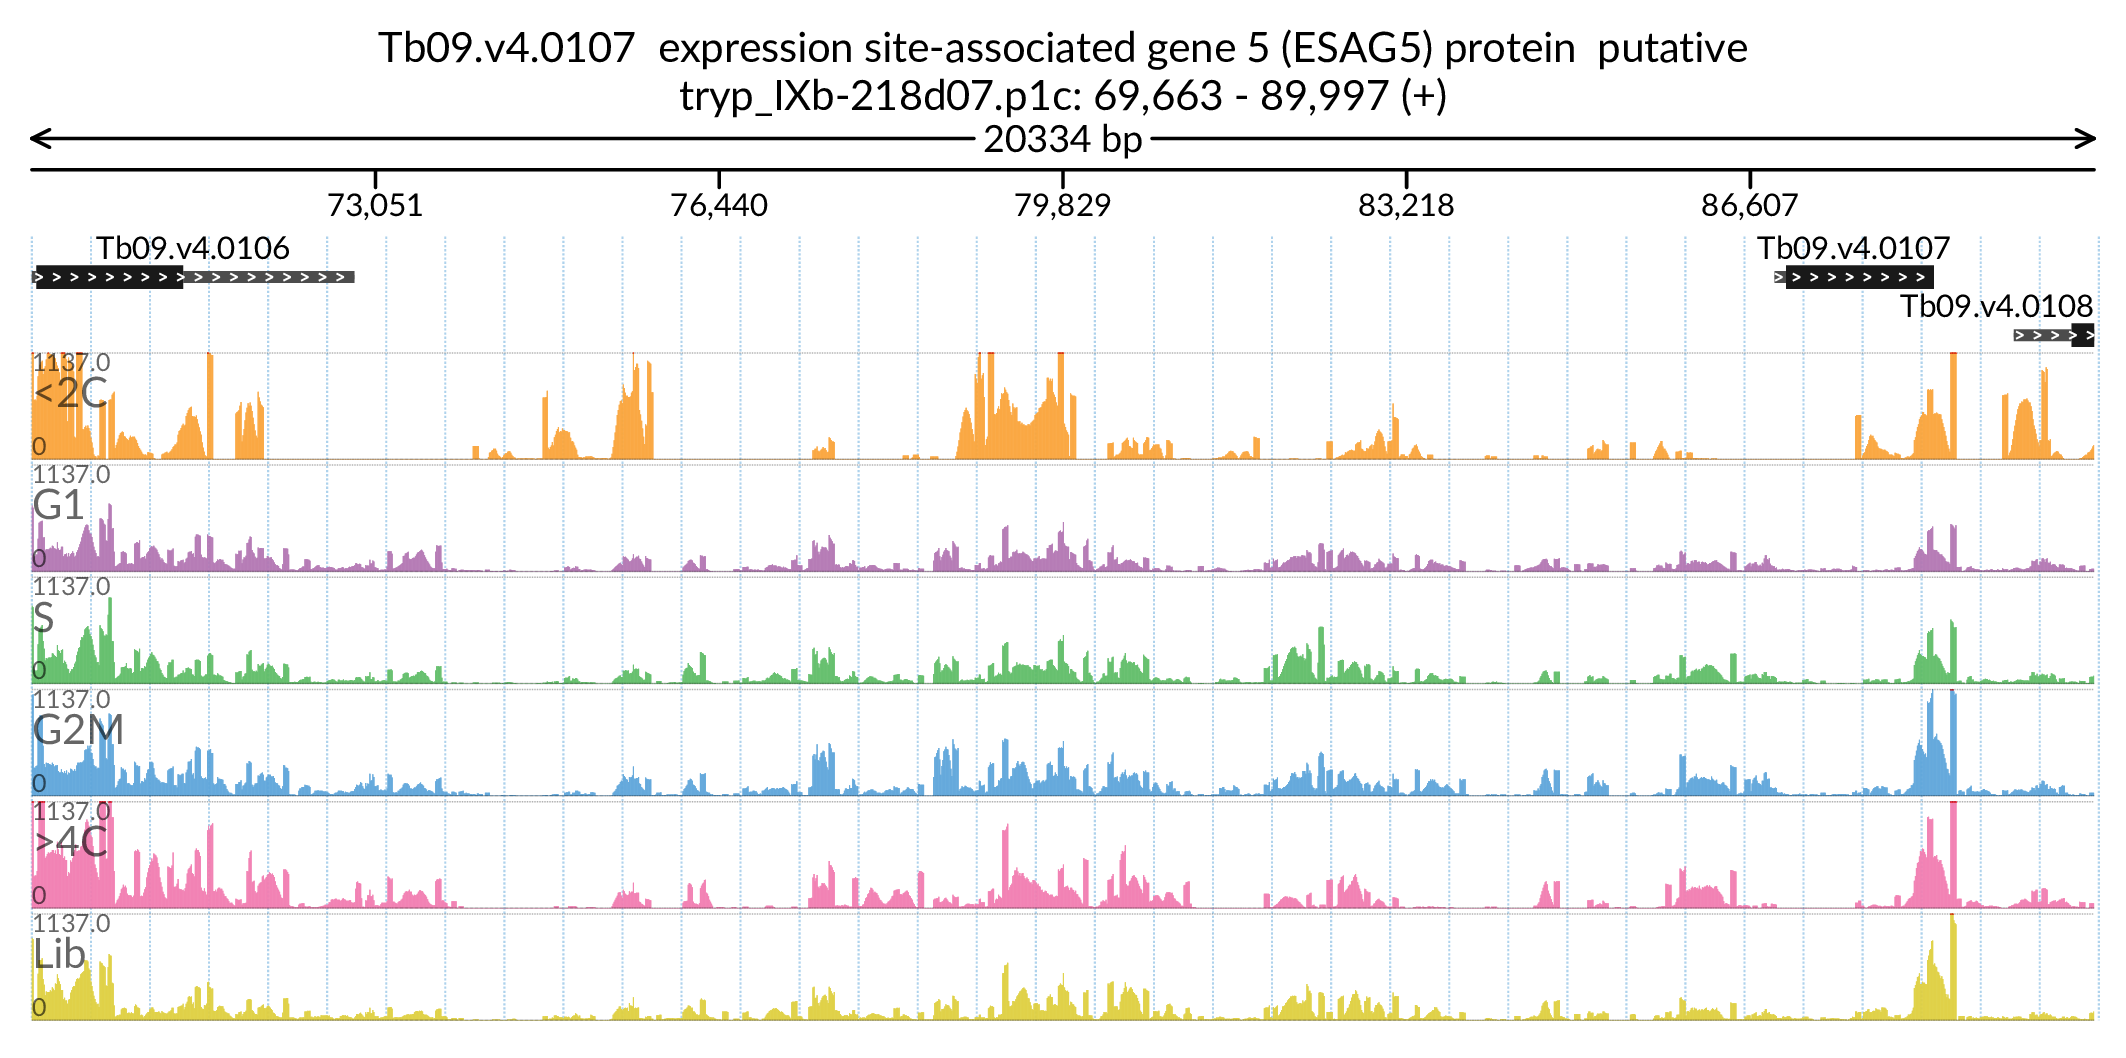 Tb09.v4.0107 expression site-associated gene 5 (ESAG5) protein putative
tryp_IXb-218d07.p1c: 69,663 - 89,997 (+)
20334 bp
73,051 76,440 79,829 83,218 86,607
Tb09.v4.0106 Tb09.v4.0107
Tb09.v4.0108
1137.0
<2C
0
1137.0
G1
0
1137.0
S
0
1137.0
G2M
0
1137.0
>4C
0
1137.0
Lib
0